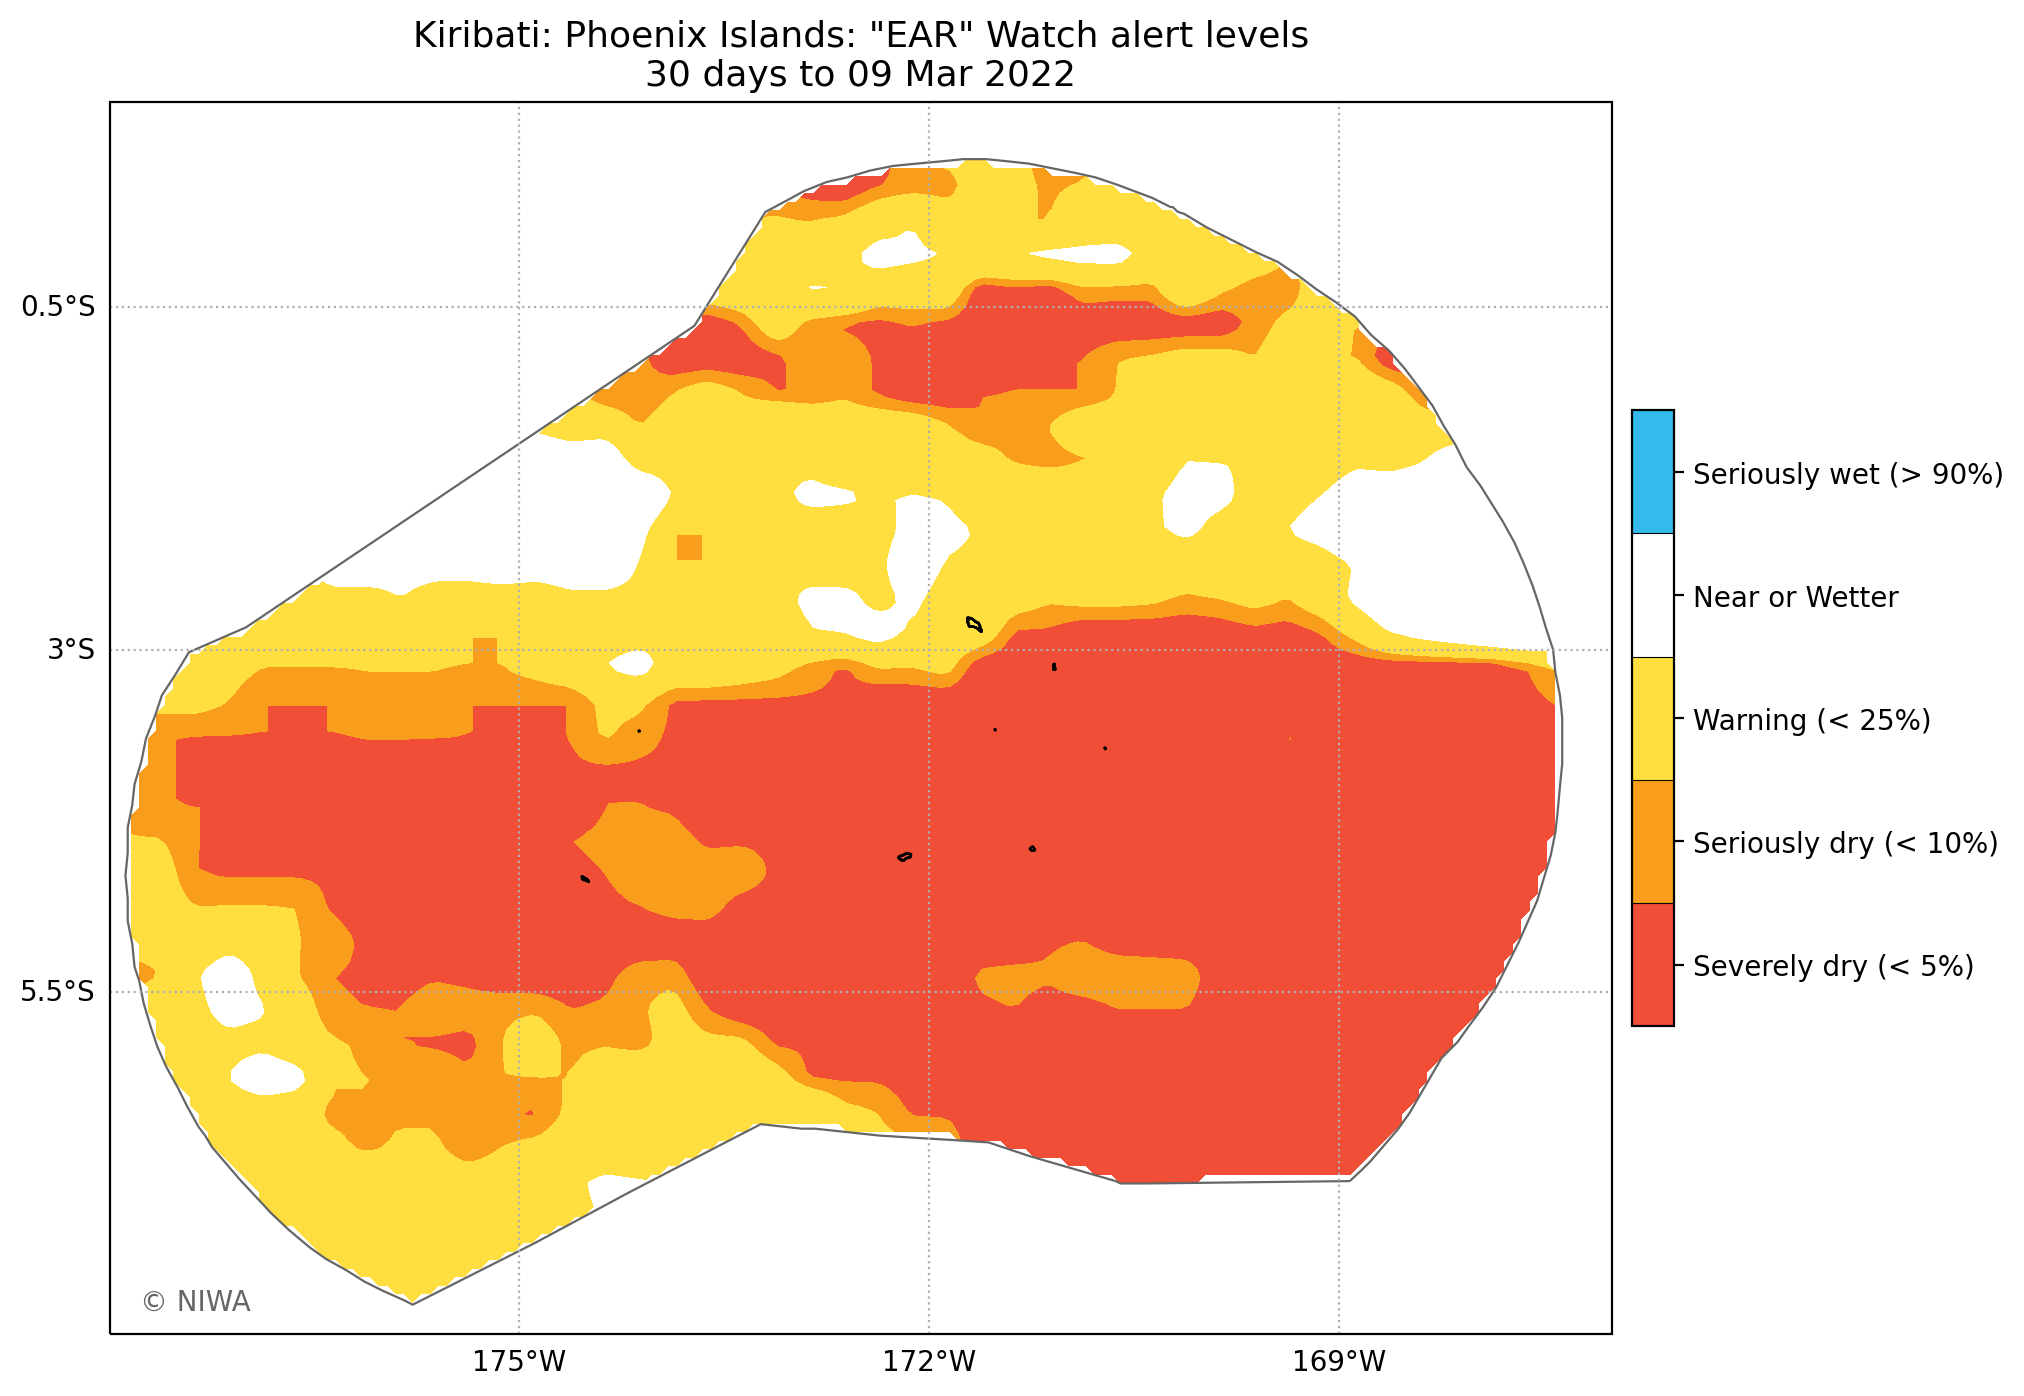 Kiribati: Phoenix Islands: "EAR" Watch alert levels
30 days to 09 Mar 2022
0.5°S
3°S
5.5°S
175°W
172°W
169°W
Seriously wet (> 90%)
Near or Wetter
Warning (< 25%)
Seriously dry (< 10%)
Severely dry (< 5%)
© NIWA